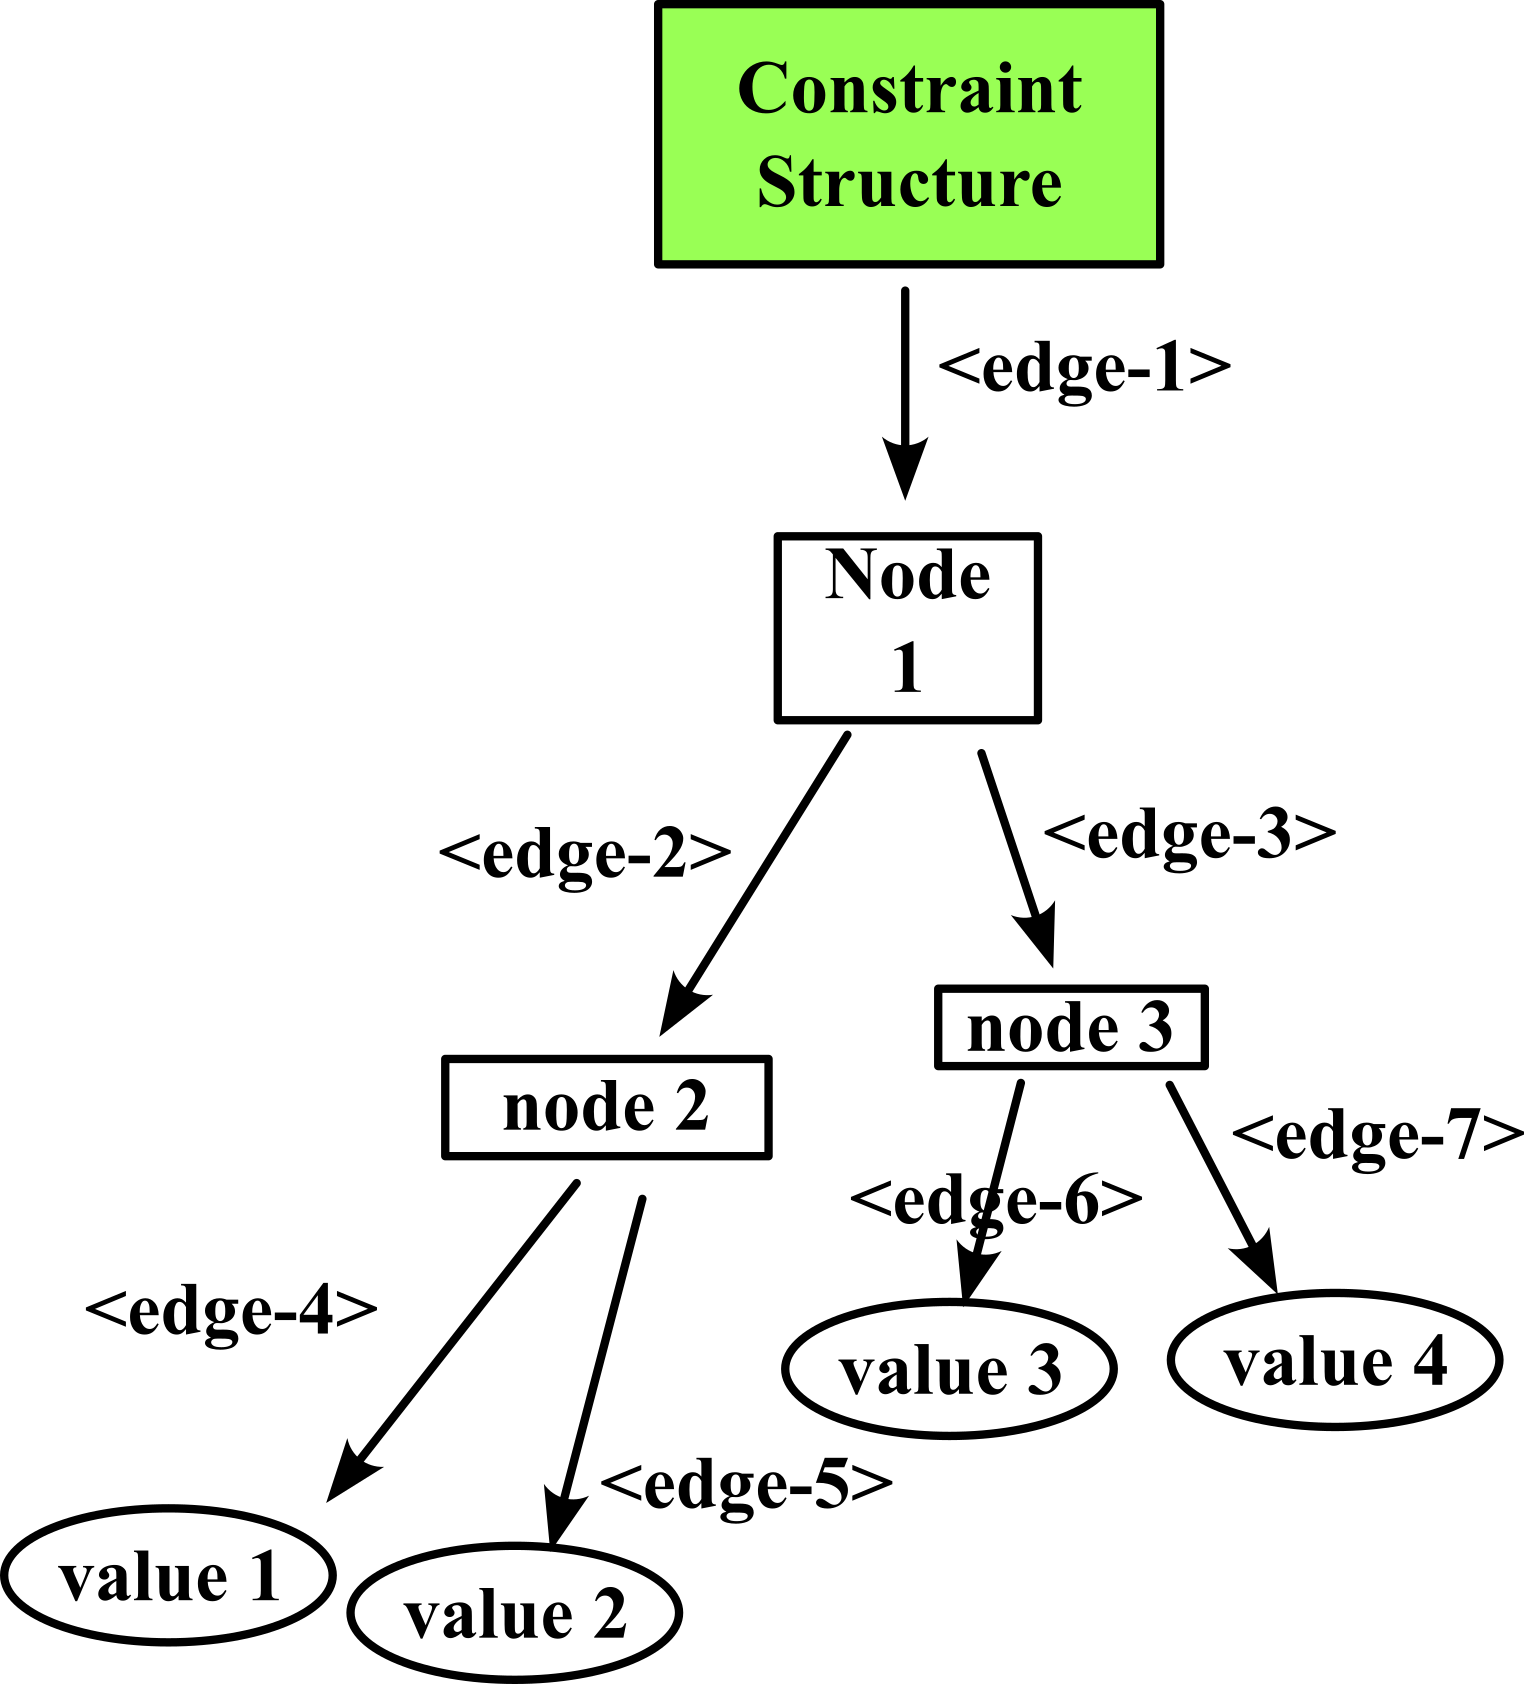 Constraint
Structure
<edge-1>
Node
1
<edge-2>
<edge-3>
node 2
node 3
<edge-4>
<edge-5>
<edge-6>
<edge-7>
value 1
value 2
value 3
value 4